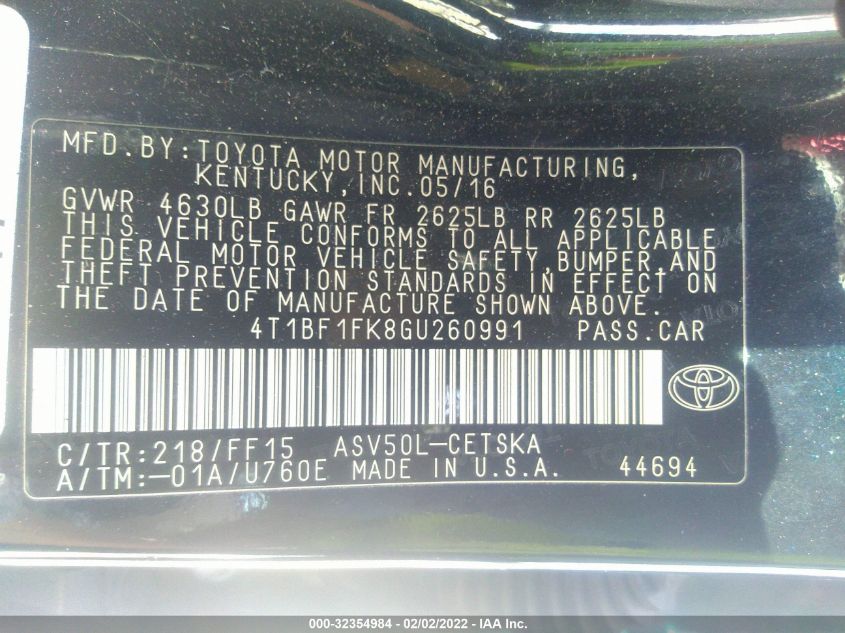 MFD.BY:TOYOTA MOTOR MANUFACTURING,
KENTUCKY,INC.05/16
GVWR 4630LB GAWR FR 2625LB RR 2625LB
THIS VEHICLE CONFORMS TO ALL APPLICABLE
FEDERAL MOTOR VEHICLE SAFETY,BUMPER,AND
THEFT PREVENTION STANDARDS IN EFFECT ON
THE DATE OF MANUFACTURE SHOWN ABOVE.
4T1BF1FK8GU260991 PASS.CAR
C/TR:218/FF15 ASV50L-CETSKA
A/TM:-01A/U760E MADE IN U.S.A. 44694
000-32354984 - 02/02/2022 - IAA Inc.